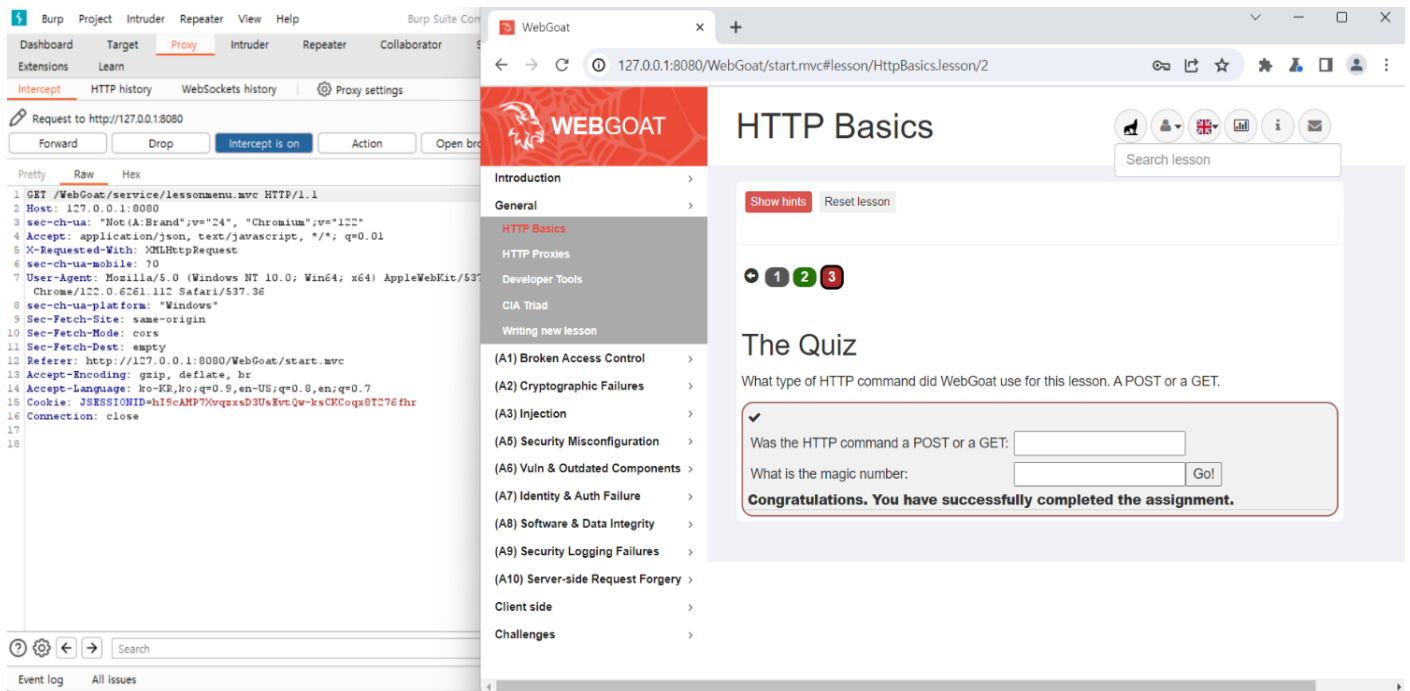 Burp Project Intruder Repeater View Help Burp Suite Com
Dashboard Target Proxy Intruder Repeater Collaborator
Extensions Learn
Intercept HTTP history WebSockets history Proxy settings
Request to http://127.0.0.1:8080
Forward Drop Intercept is on Action Open bro
Pretty Raw Hex
1 GET /WebGoat/service/lessonmenu.mvc HTTP/1.1
2 Host: 127.0.0.1:8080
3 sec-ch-ua: "Not(A:Brand";v="24", "Chromium";v="122"
4 Accept: application/json, text/javascript, */*; q=0.01
5 X-Requested-With: XMLHttpRequest
6 sec-ch-ua-mobile: ?0
7 User-Agent: Mozilla/5.0 (Windows NT 10.0; Win64; x64) AppleWebKit/537
Chrome/122.0.6261.112 Safari/537.36
8 sec-ch-ua-platform: "Windows"
9 Sec-Fetch-Site: same-origin
10 Sec-Fetch-Mode: cors
11 Sec-Fetch-Dest: empty
12 Referer: http://127.0.0.1:8080/WebGoat/start.mvc
13 Accept-Encoding: gzip, deflate, br
14 Accept-Language: ko-KR,ko;q=0.9,en-US;q=0.8,en;q=0.7
15 Cookie: JSESSIONID=hI9cAMP7XvqzxsD3UsEvtQw-ksCKCoqx8T276fhr
16 Connection: close
17
18
Search
Event log All issues
WebGoat
127.0.0.1:8080/WebGoat/start.mvc#lesson/HttpBasics.lesson/2
WEBGOAT
Introduction
General
HTTP Basics
HTTP Proxies
Developer Tools
CIA Triad
Writing new lesson
(A1) Broken Access Control
(A2) Cryptographic Failures
(A3) Injection
(A5) Security Misconfiguration
(A6) Vuln & Outdated Components
(A7) Identity & Auth Failure
(A8) Software & Data Integrity
(A9) Security Logging Failures
(A10) Server-side Request Forgery
Client side
Challenges
HTTP Basics
Search lesson
Show hints Reset lesson
1 2 3
The Quiz
What type of HTTP command did WebGoat use for this lesson. A POST or a GET.
Was the HTTP command a POST or a GET:
What is the magic number: Go!
Congratulations. You have successfully completed the assignment.